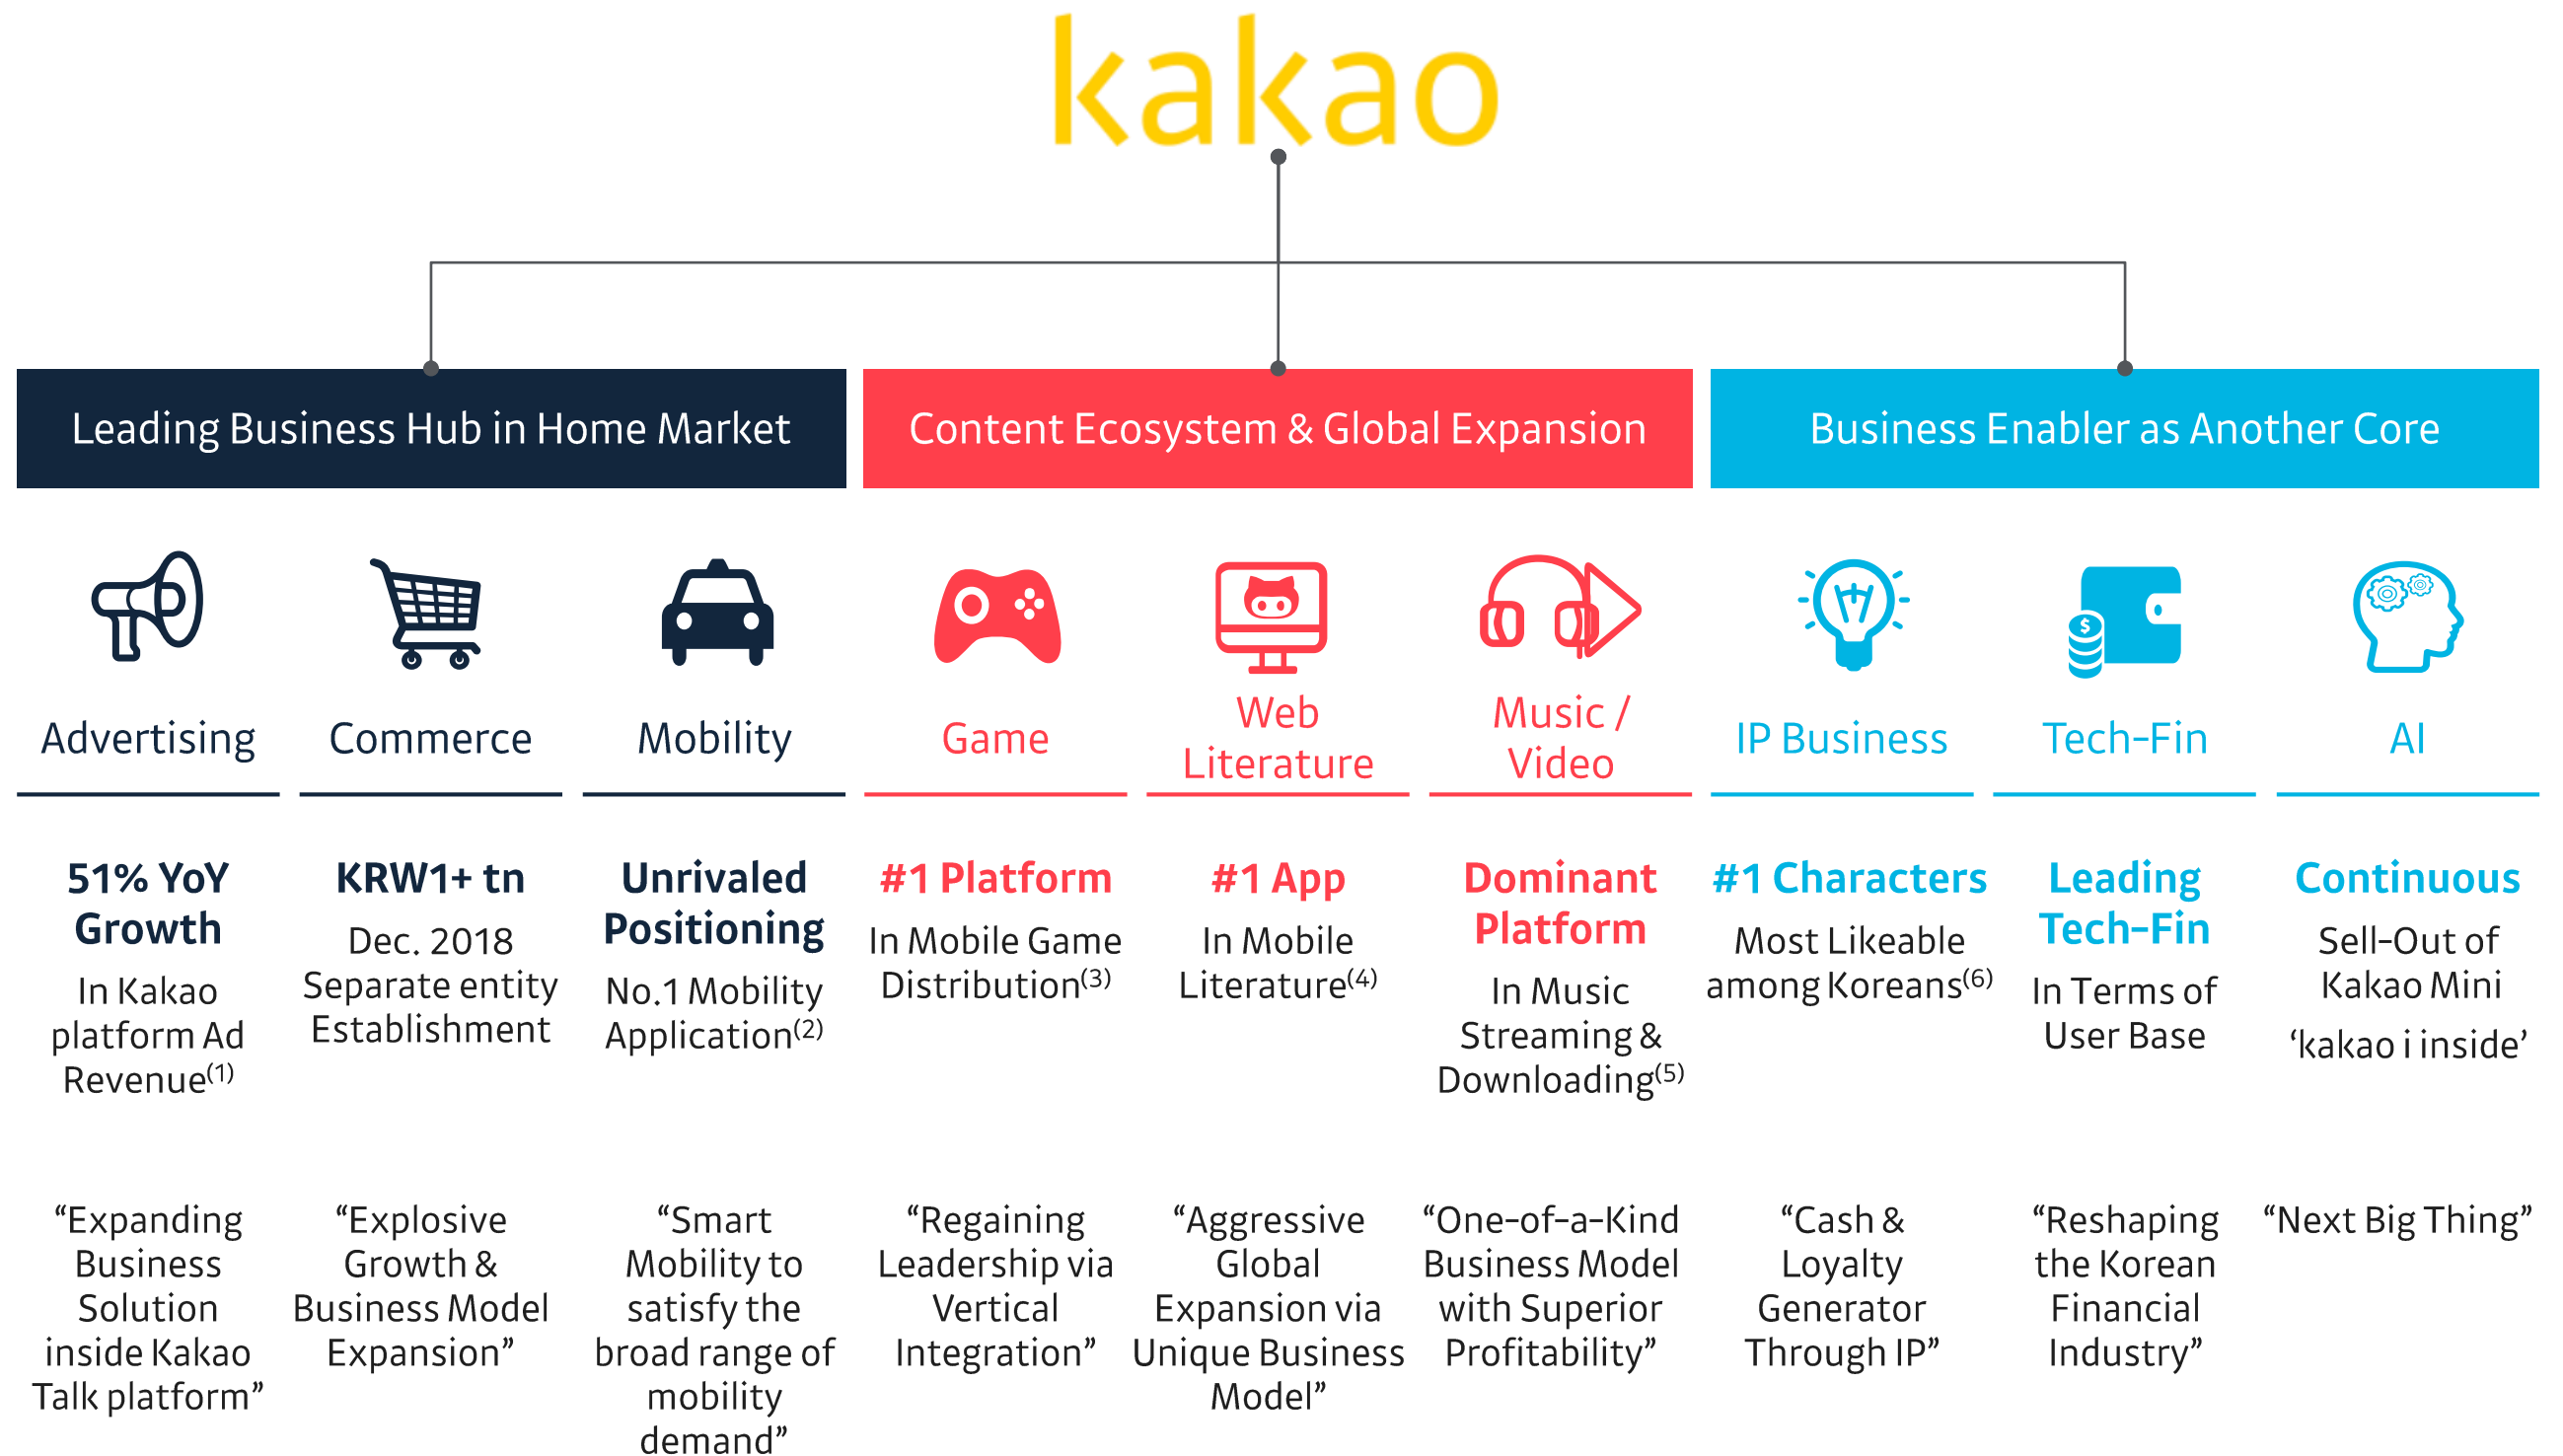 kakao
Leading Business Hub in Home Market
Content Ecosystem & Global Expansion
Business Enabler as Another Core
Advertising
51% YoY
Growth
In Kakao
platform Ad
Revenue(1)
“Expanding
Business
Solution
inside Kakao
Talk platform”
Commerce
KRW1+ tn
Dec. 2018
Separate entity
Establishment
“Explosive
Growth &
Business Model
Expansion”
Mobility
Unrivaled
Positioning
No.1 Mobility
Application(2)
“Smart
Mobility to
satisfy the
broad range of
mobility
demand”
Game
#1 Platform
In Mobile Game
Distribution(3)
“Regaining
Leadership via
Vertical
Integration”
Web
Literature
#1 App
In Mobile
Literature(4)
“Aggressive
Global
Expansion via
Unique Business
Model”
Music /
Video
Dominant
Platform
In Music
Streaming &
Downloading(5)
“One-of-a-Kind
Business Model
with Superior
Profitability”
IP Business
#1 Characters
Most Likeable
among Koreans(6)
“Cash &
Loyalty
Generator
Through IP”
$
Tech-Fin
Leading
Tech-Fin
In Terms of
User Base
“Reshaping
the Korean
Financial
Industry”
AI
Continuous
Sell-Out of
Kakao Mini
‘kakao i inside’
“Next Big Thing”